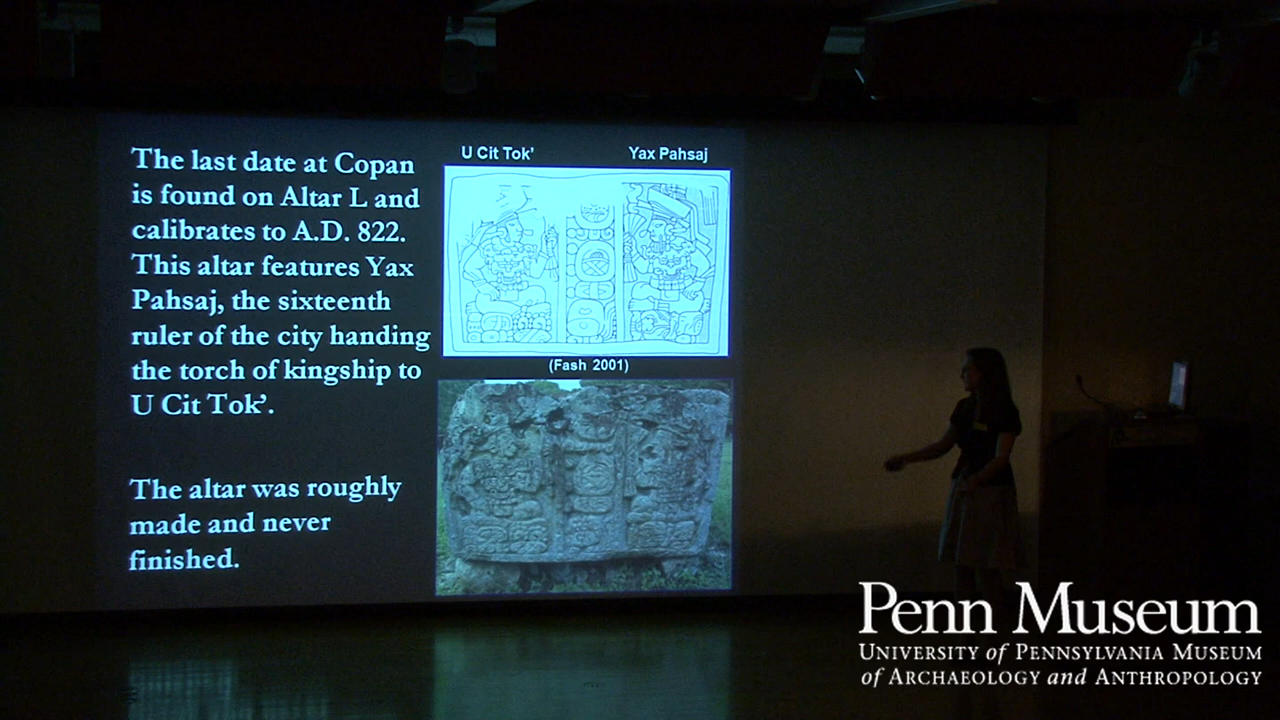 The last date at Copan
is found on Altar L and
calibrates to A.D. 822.
This altar features Yax
Pahsaj, the sixteenth
ruler of the city handing
the torch of kingship to
U Cit Tok'.
The altar was roughly
made and never
finished.
U Cit Tok' Yax Pahsaj
(Fash 2001)
Penn Museum
University of Pennsylvania Museum
of Archaeology and Anthropology